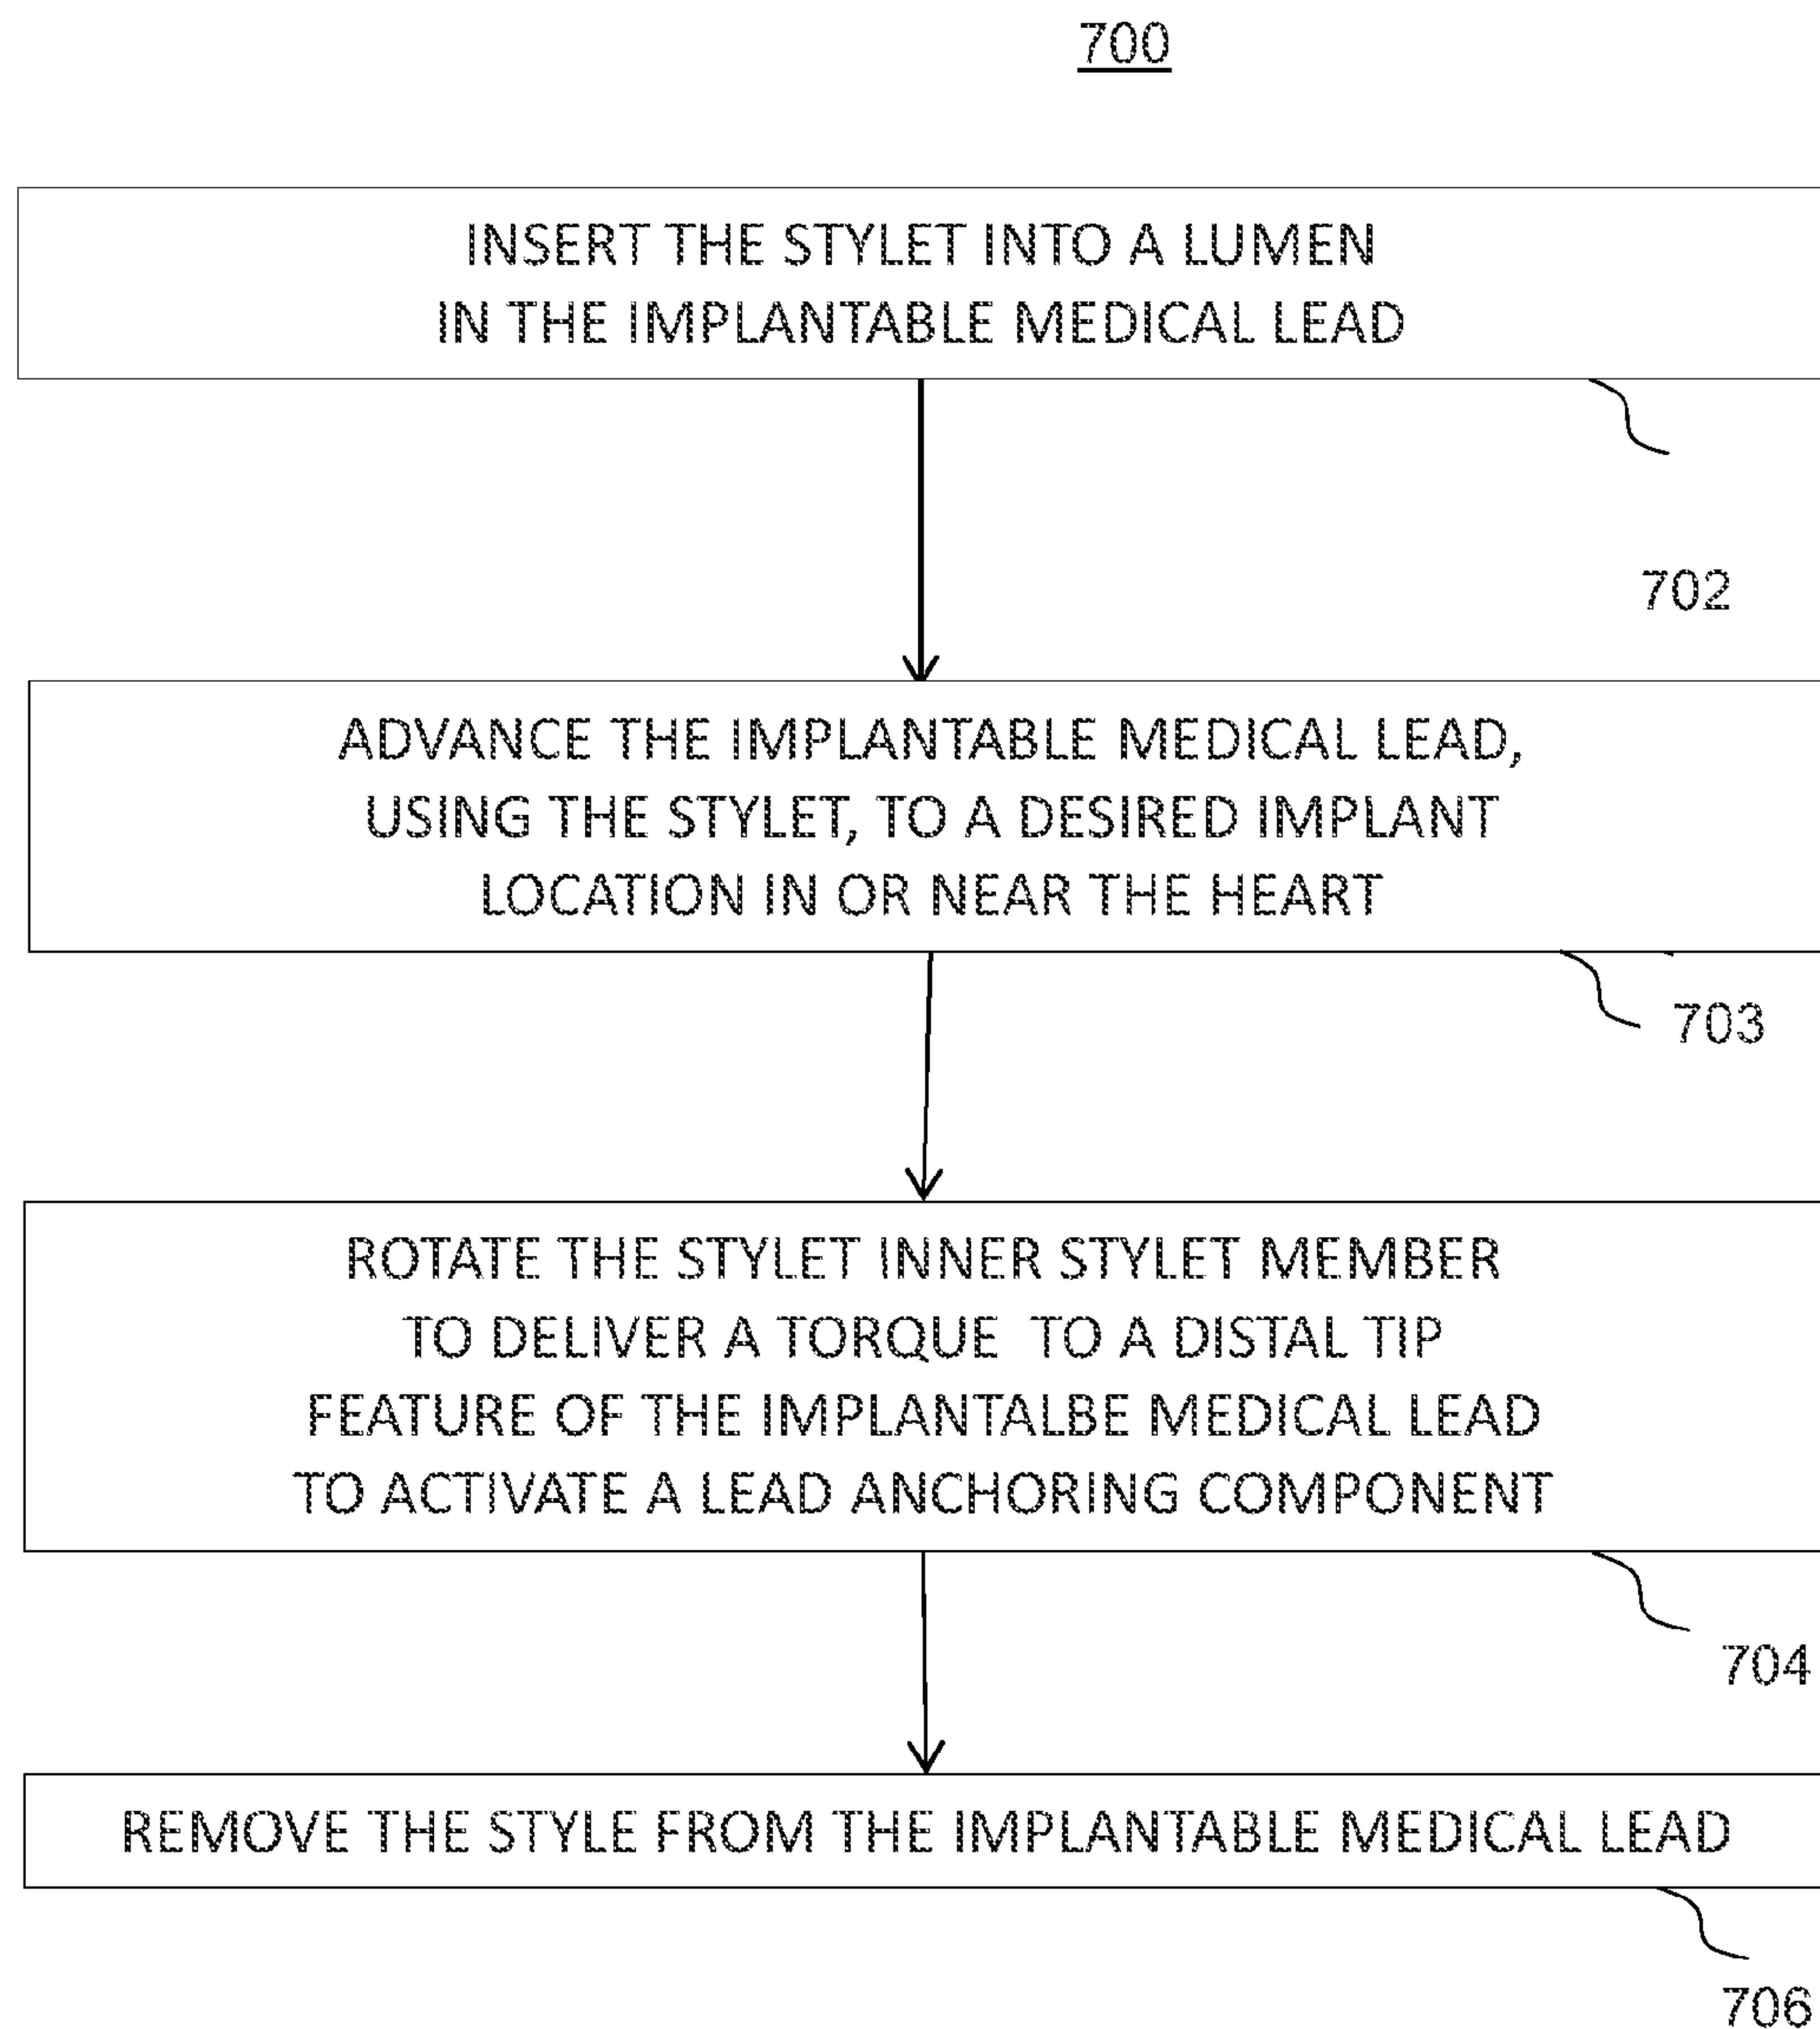 700
INSERT THE STYLET INTO A LUMEN
IN THE IMPLANTABLE MEDICAL LEAD
702
ADVANCE THE IMPLANTABLE MEDICAL LEAD,
USING THE STYLET, TO A DESIRED IMPLANT
LOCATION IN OR NEAR THE HEART
703
ROTATE THE STYLET INNER STYLET MEMBER
TO DELIVER A TORQUE TO A DISTAL TIP
FEATURE OF THE IMPLANTALBE MEDICAL LEAD
TO ACTIVATE A LEAD ANCHORING COMPONENT
704
REMOVE THE STYLE FROM THE IMPLANTABLE MEDICAL LEAD
706